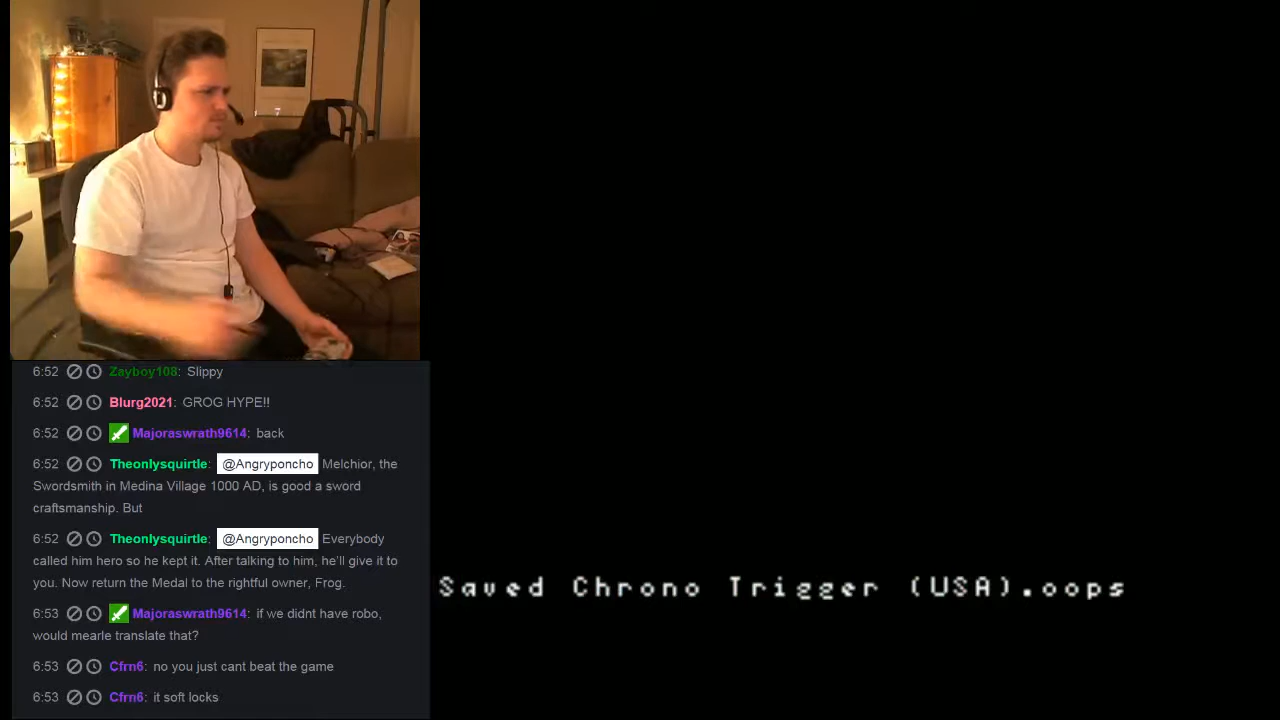 6:52 Zayboy108: Slippy
6:52 Blurg2021: GROG HYPE!!
6:52 Majoraswrath9614: back
6:52 Theonlysquirtle: @Angryponcho Melchior, the
Swordsmith in Medina Village 1000 AD, is good a sword
craftsmanship. But
6:52 Theonlysquirtle: @Angryponcho Everybody
called him hero so he kept it. After talking to him, he'll give it to
you. Now return the Medal to the rightful owner, Frog.
6:53 Majoraswrath9614: if we didnt have robo,
would mearle translate that?
6:53 Cfrn6: no you just cant beat the game
6:53 Cfrn6: it soft locks
Saved Chrono Trigger (USA).oops